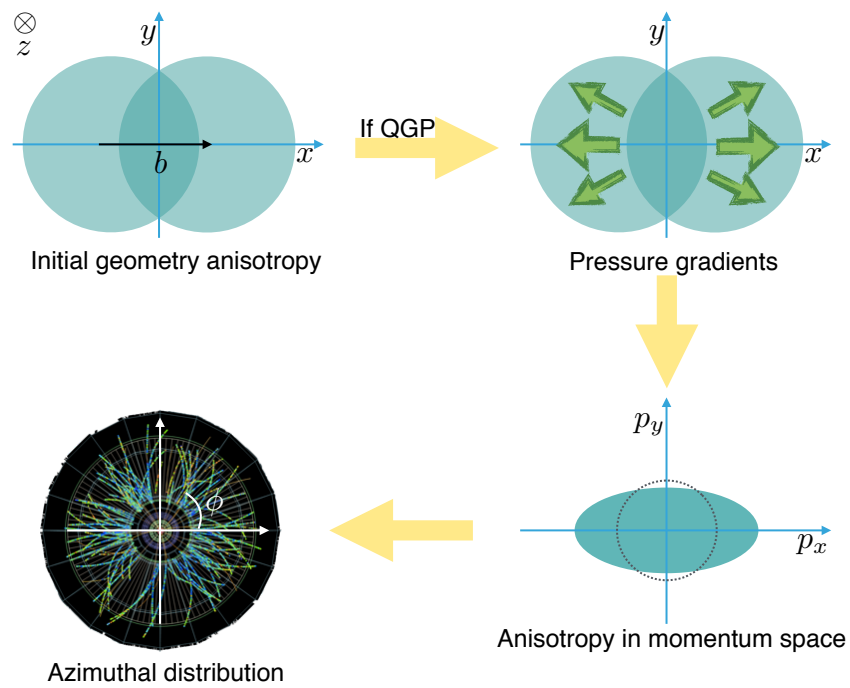 ⊗
z
y
x
b
Initial geometry anisotropy
If QGP
y
x
Pressure gradients
ϕ
Azimuthal distribution
p_y
p_x
Anisotropy in momentum space